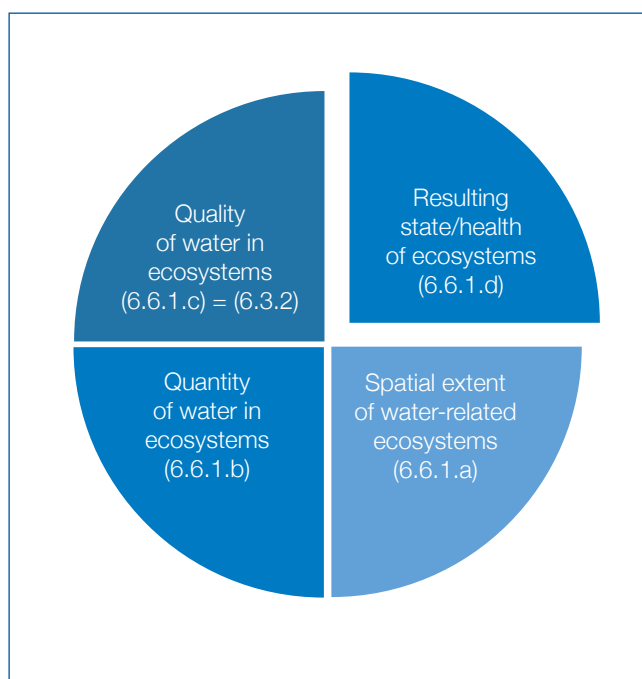 Quality
of water in
ecosystems
(6.6.1.c) = (6.3.2)
Resulting
state/health
of ecosystems
(6.6.1.d)
Quantity
of water in
ecosystems
(6.6.1.b)
Spatial extent
of water-related
ecosystems
(6.6.1.a)